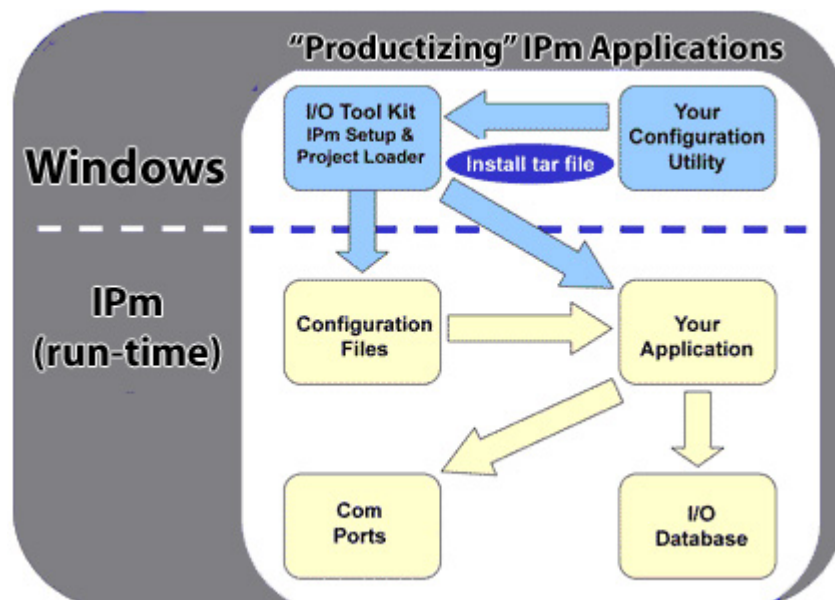 “Productizing” IPm Applications
I/O Tool Kit
IPm Setup &
Project Loader
Your
Configuration
Utility
Install tar file
Windows
IPm
(run-time)
Configuration
Files
Your
Application
Com
Ports
I/O
Database